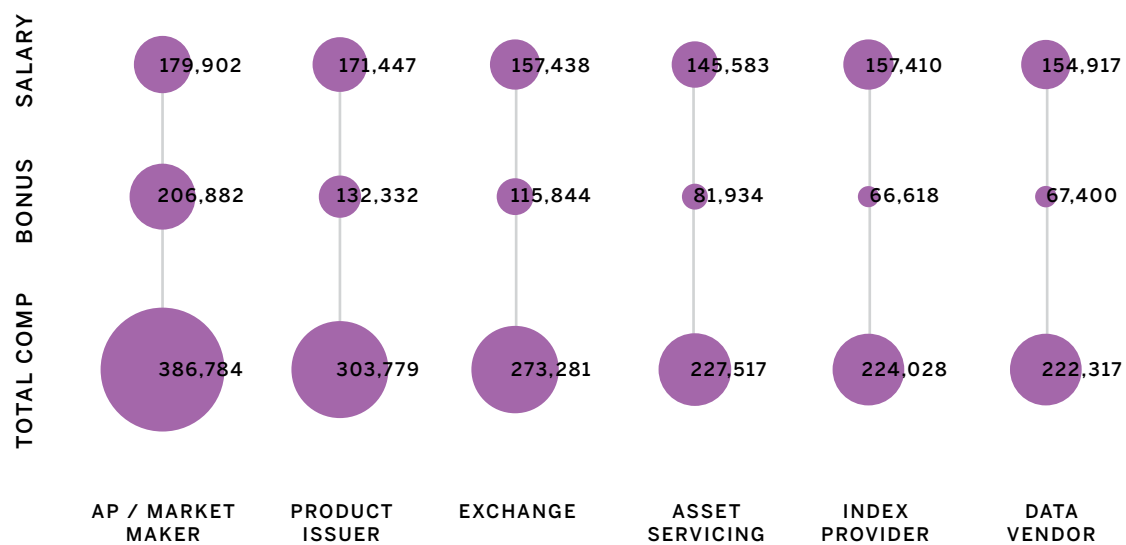 SALARY
179,902
171,447
157,438
145,583
157,410
154,917
BONUS
206,882
132,332
115,844
81,934
66,618
67,400
TOTAL COMP
386,784
303,779
273,281
227,517
224,028
222,317
AP / MARKET
MAKER
PRODUCT
ISSUER
EXCHANGE
ASSET
SERVICING
INDEX
PROVIDER
DATA
VENDOR